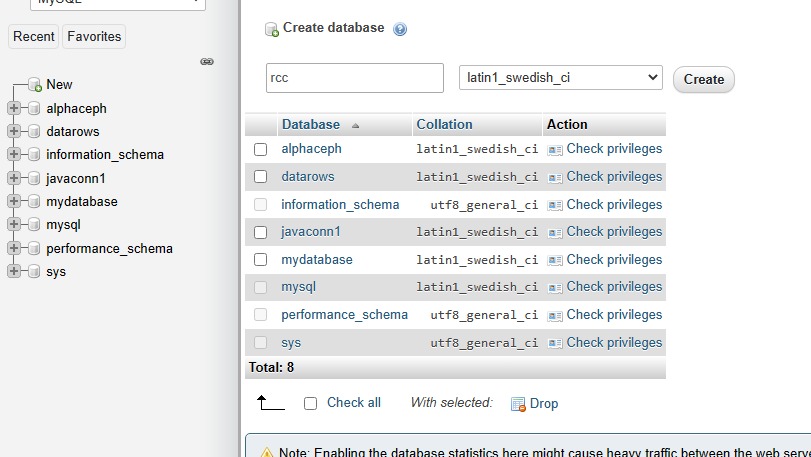 MySQL
Recent Favorites
New
alphaceph
datarows
information_schema
javaconn1
mydatabase
mysql
performance_schema
sys
Create database
rcc latin1_swedish_ci Create
Database Collation Action
alphaceph latin1_swedish_ci Check privileges
datarows latin1_swedish_ci Check privileges
information_schema utf8_general_ci Check privileges
javaconn1 latin1_swedish_ci Check privileges
mydatabase latin1_swedish_ci Check privileges
mysql latin1_swedish_ci Check privileges
performance_schema utf8_general_ci Check privileges
sys utf8_general_ci Check privileges
Total: 8
Check all With selected: Drop
Note: Enabling the database statistics here might cause heavy traffic between the web serv